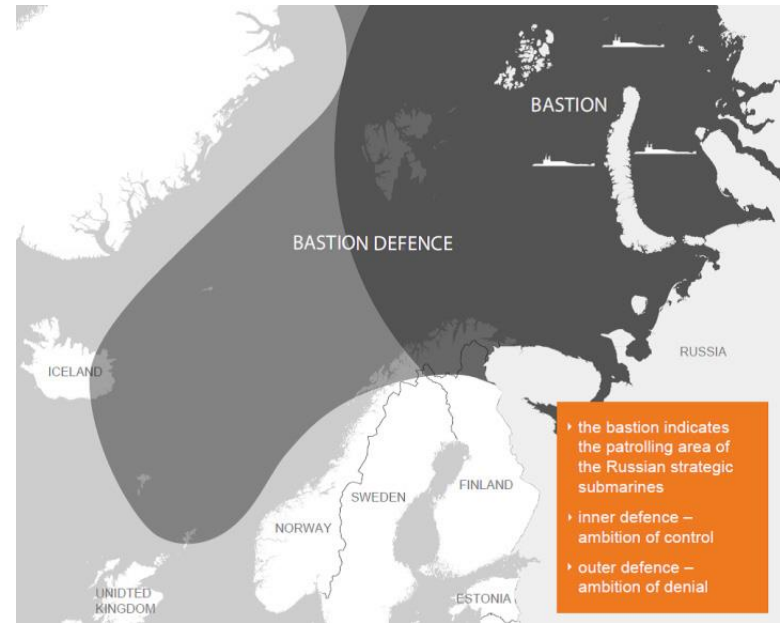 BASTION
BASTION DEFENCE
ICELAND
RUSSIA
FINLAND
SWEDEN
NORWAY
UNIDTED
KINGDOM
ESTONIA
the bastion indicates
the patrolling area of
the Russian strategic
submarines
inner defence –
ambition of control
outer defence –
ambition of denial